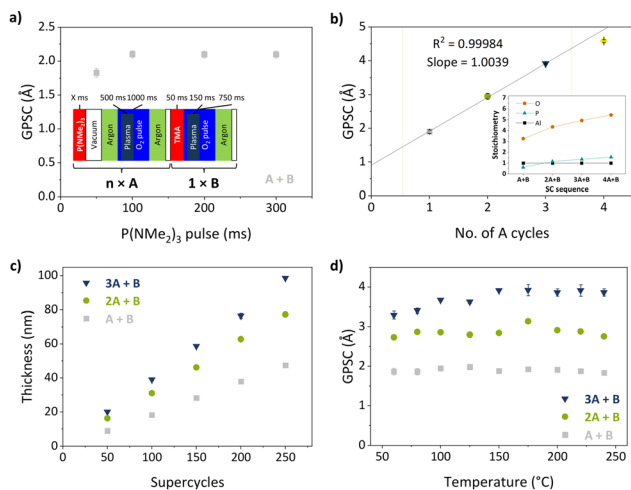 a)
GPSC (Å)
2.5
2.0
1.5
1.0
0.5
0.0
X ms
500 ms
1000 ms
50 ms
150 ms
750 ms
P(NMe₂)₃
Vacuum
Argon
Plasma
O₂ pulse
Argon
TMA
Plasma
O₂ pulse
Argon
n × A
1 × B
A + B
0
100
200
300
400
P(NMe₂)₃ pulse (ms)
b)
GPSC (Å)
5
4
3
2
1
0
R² = 0.99984
Slope = 1.0039
Stoichiometry
7
6
5
4
3
2
1
0
O
P
Al
A+B
2A+B
3A+B
4A+B
SC sequence
0
1
2
3
4
No. of A cycles
c)
Thickness (nm)
100
80
60
40
20
0
3A + B
2A + B
A + B
0
50
100
150
200
250
Supercycles
d)
GPSC (Å)
5
4
3
2
1
0
3A + B
2A + B
A + B
50
100
150
200
250
Temperature (°C)